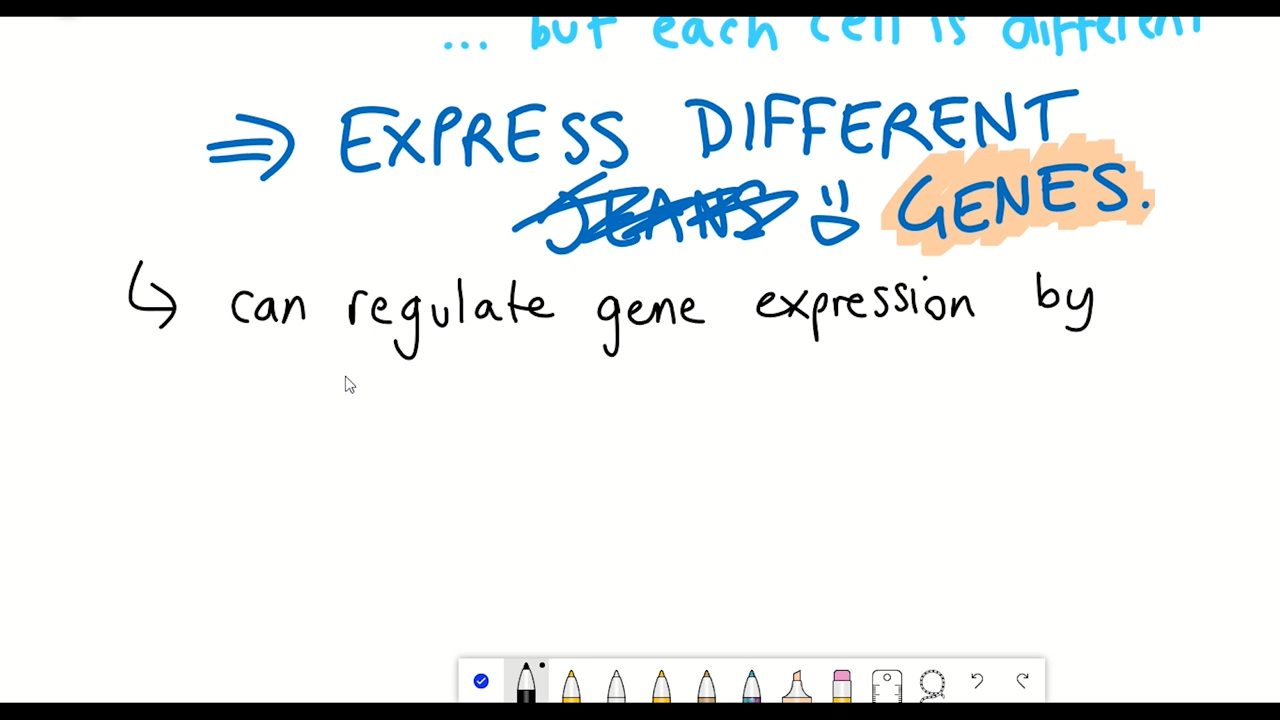 ... but each cell is different
⇒ EXPRESS DIFFERENT
JEANS GENES.
↳ can regulate gene expression by